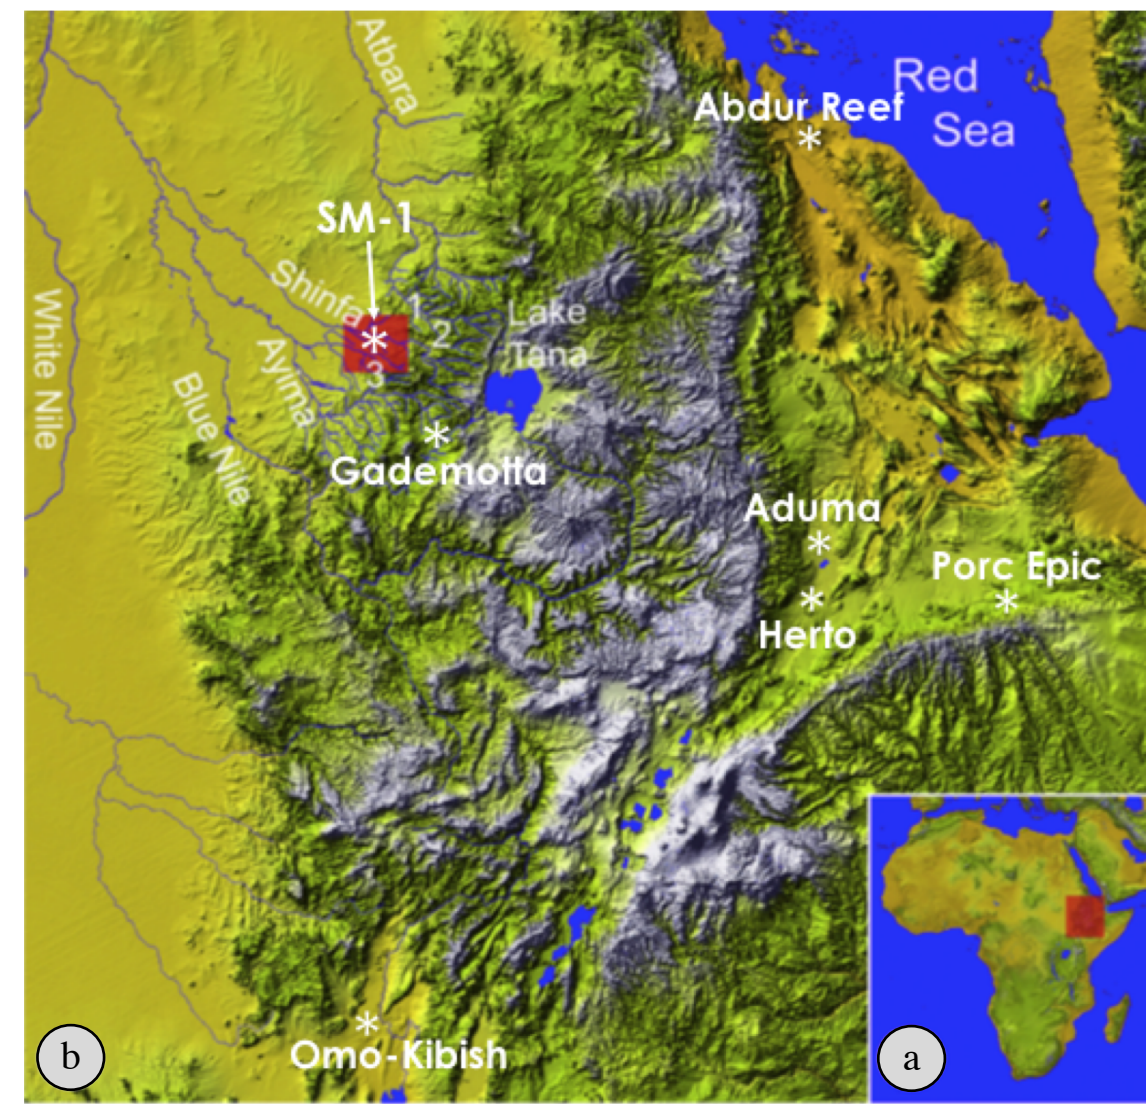 Atbara
Red
Sea
Abdur Reef
*
SM-1
Shinfa
*
1
2
3
Lake
Tana
White Nile
Ayima
Blue Nile
*
Gademotta
Aduma
*
Porc Epic
*
*
Herto
*
Omo-Kibish
b
a